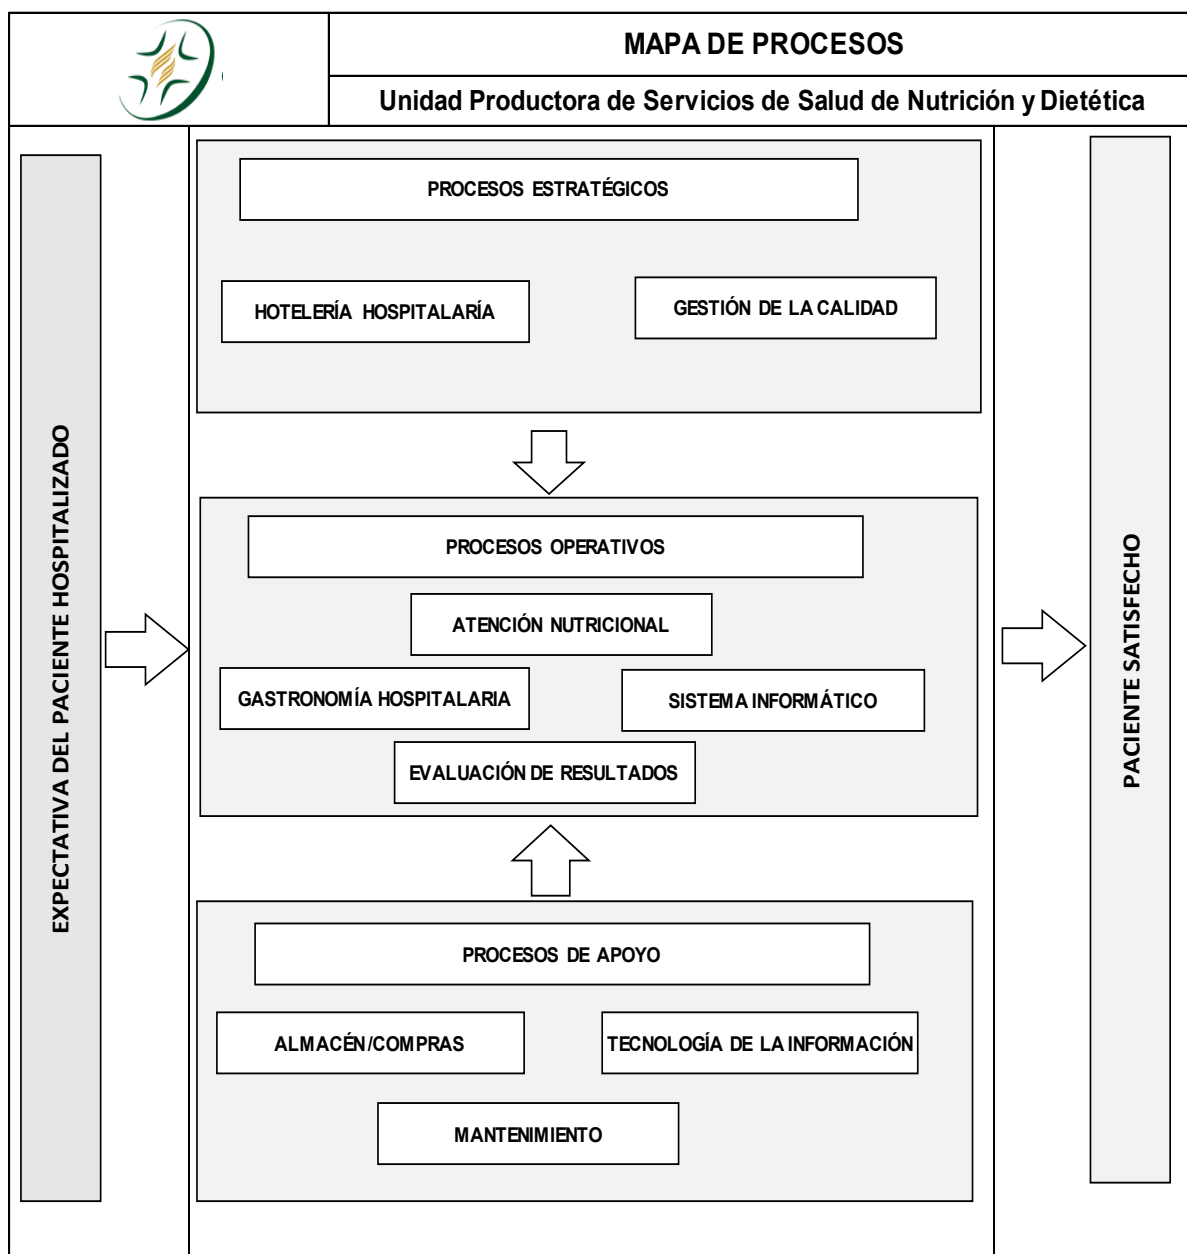 MAPA DE PROCESOS
Unidad Productora de Servicios de Salud de Nutrición y Dietética
EXPECTATIVA DEL PACIENTE HOSPITALIZADO
PROCESOS ESTRATÉGICOS
HOTELERÍA HOSPITALARÍA
GESTIÓN DE LA CALIDAD
PROCESOS OPERATIVOS
ATENCIÓN NUTRICIONAL
GASTRONOMÍA HOSPITALARIA
SISTEMA INFORMÁTICO
EVALUACIÓN DE RESULTADOS
PROCESOS DE APOYO
ALMACÉN/COMPRAS
TECNOLOGÍA DE LA INFORMACIÓN
MANTENIMIENTO
PACIENTE SATISFECHO